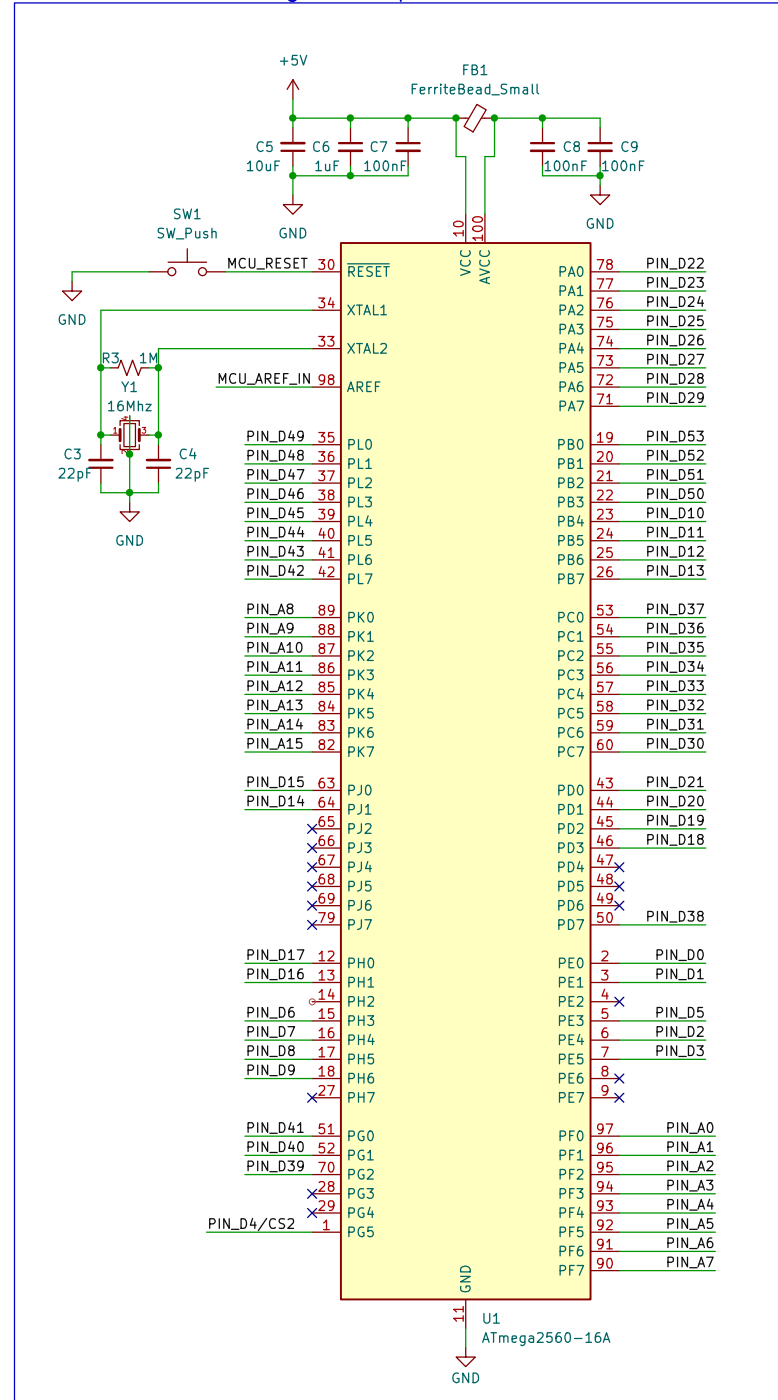 +5V
FB1
FerriteBead_Small
C5 C6 C7 C8 C9
10uF 1uF 100nF 100nF 100nF
GND
GND
SW1
SW_Push
10 100
VCC AVCC
MCU_RESET 30 RESET
GND
34 XTAL1
33 XTAL2
R3 1M
Y1
16Mhz
1 3
MCU_AREF_IN 98 AREF
C3 C4
22pF 22pF
GND
PIN_D49 35 PL0
PIN_D48 36 PL1
PIN_D47 37 PL2
PIN_D46 38 PL3
PIN_D45 39 PL4
PIN_D44 40 PL5
PIN_D43 41 PL6
PIN_D42 42 PL7
PIN_A8 89 PK0
PIN_A9 88 PK1
PIN_A10 87 PK2
PIN_A11 86 PK3
PIN_A12 85 PK4
PIN_A13 84 PK5
PIN_A14 83 PK6
PIN_A15 82 PK7
PIN_D15 63 PJ0
PIN_D14 64 PJ1
65 PJ2
66 PJ3
67 PJ4
68 PJ5
69 PJ6
79 PJ7
PIN_D17 12 PH0
PIN_D16 13 PH1
14 PH2
PIN_D6 15 PH3
PIN_D7 16 PH4
PIN_D8 17 PH5
PIN_D9 18 PH6
27 PH7
PIN_D41 51 PG0
PIN_D40 52 PG1
PIN_D39 70 PG2
28 PG3
29 PG4
PIN_D4/CS2 1 PG5
PA0 78 PIN_D22
PA1 77 PIN_D23
PA2 76 PIN_D24
PA3 75 PIN_D25
PA4 74 PIN_D26
PA5 73 PIN_D27
PA6 72 PIN_D28
PA7 71 PIN_D29
PB0 19 PIN_D53
PB1 20 PIN_D52
PB2 21 PIN_D51
PB3 22 PIN_D50
PB4 23 PIN_D10
PB5 24 PIN_D11
PB6 25 PIN_D12
PB7 26 PIN_D13
PC0 53 PIN_D37
PC1 54 PIN_D36
PC2 55 PIN_D35
PC3 56 PIN_D34
PC4 57 PIN_D33
PC5 58 PIN_D32
PC6 59 PIN_D31
PC7 60 PIN_D30
PD0 43 PIN_D21
PD1 44 PIN_D20
PD2 45 PIN_D19
PD3 46 PIN_D18
PD4 47
PD5 48
PD6 49
PD7 50 PIN_D38
PE0 2 PIN_D0
PE1 3 PIN_D1
PE2 4
PE3 5 PIN_D5
PE4 6 PIN_D2
PE5 7 PIN_D3
PE6 8
PE7 9
PF0 97 PIN_A0
PF1 96 PIN_A1
PF2 95 PIN_A2
PF3 94 PIN_A3
PF4 93 PIN_A4
PF5 92 PIN_A5
PF6 91 PIN_A6
PF7 90 PIN_A7
GND
11
U1
ATmega2560-16A
GND